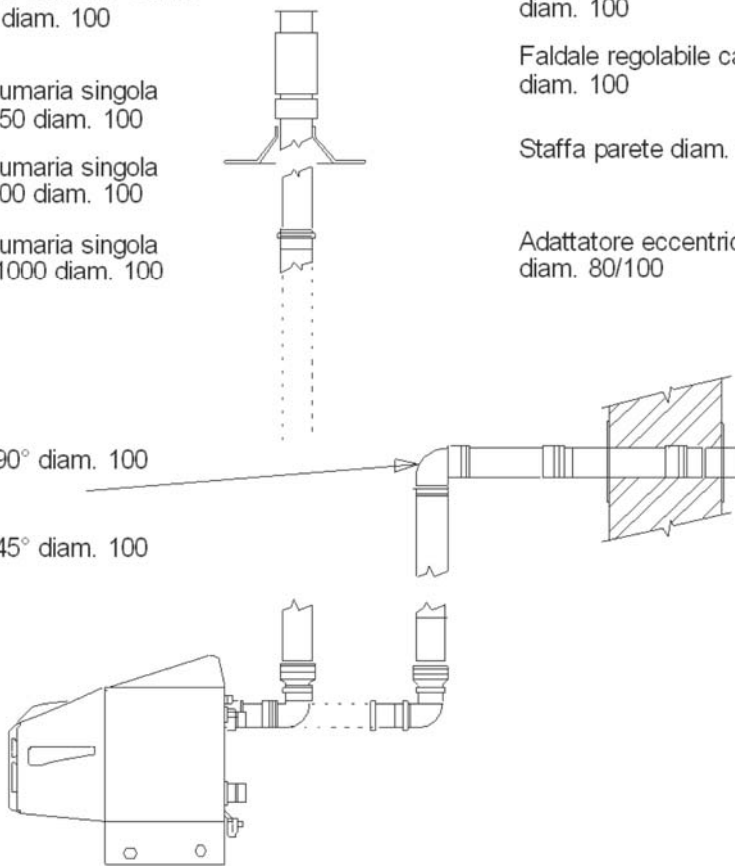 diam. 100
umaria singola
50 diam. 100
umaria singola
00 diam. 100
umaria singola
1000 diam. 100
90° diam. 100
45° diam. 100
diam. 100
Faldale regolabile ca
diam. 100
Staffa parete diam.
Adattatore eccentric
diam. 80/100